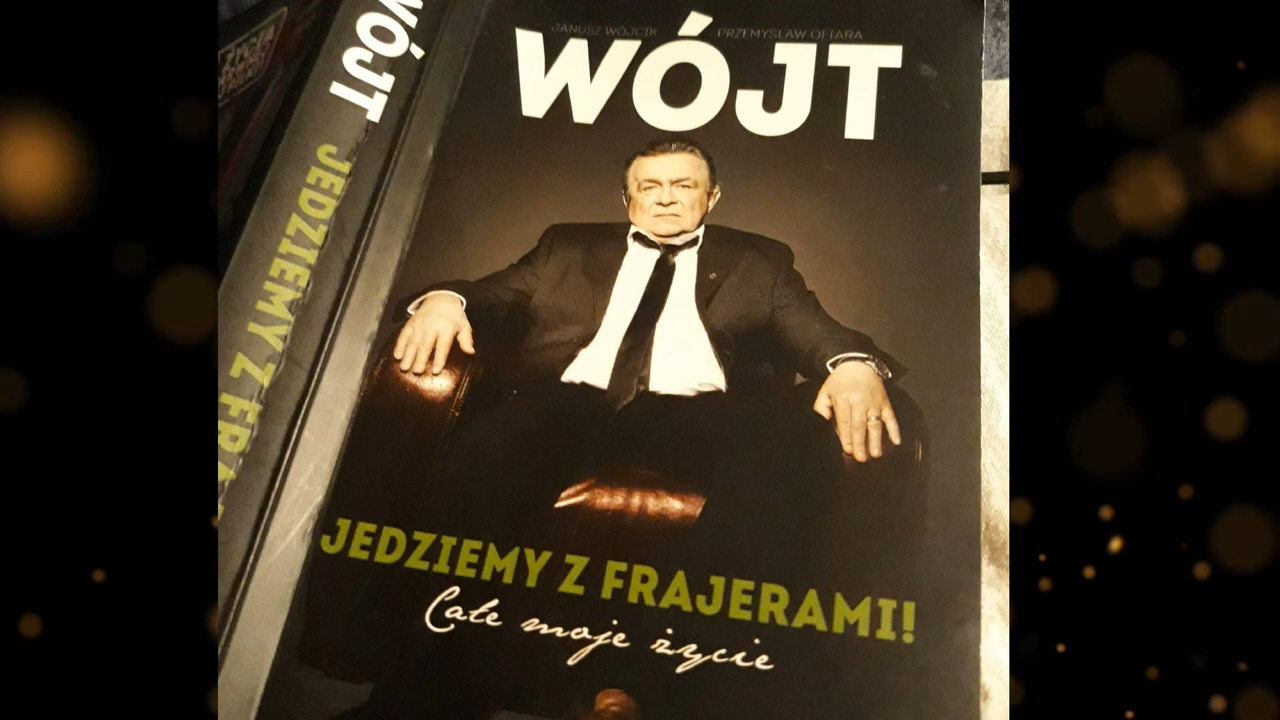 JANUSZ WÓJCIK PRZEMYSŁAW OFIARA
WÓJT
JEDZIEMY Z FRAJERAMI!
Całe moje życie
WÓJT JEDZIEMY Z FRA